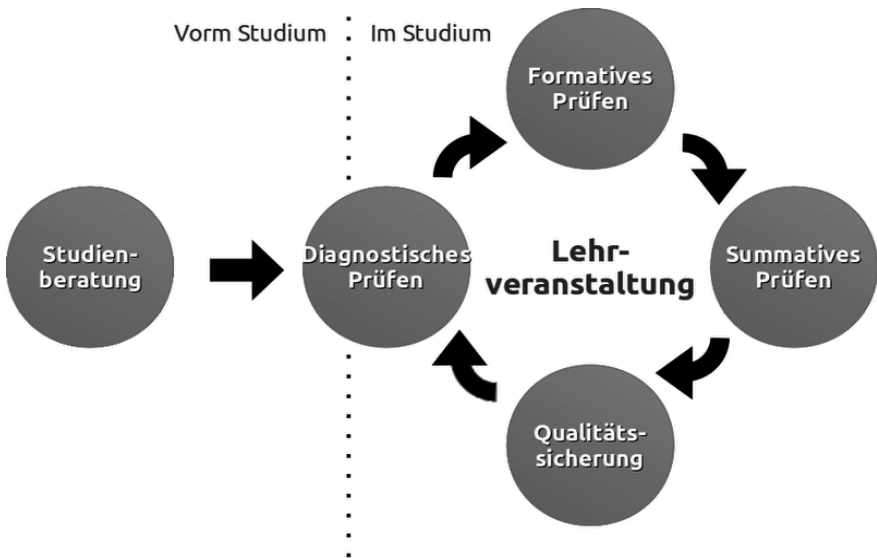 Vorm Studium
Im Studium
Formatives
Prüfen
Studien-
beratung
Diagnostisches
Prüfen
Lehr-
veranstaltung
Summatives
Prüfen
Qualitäts-
sicherung